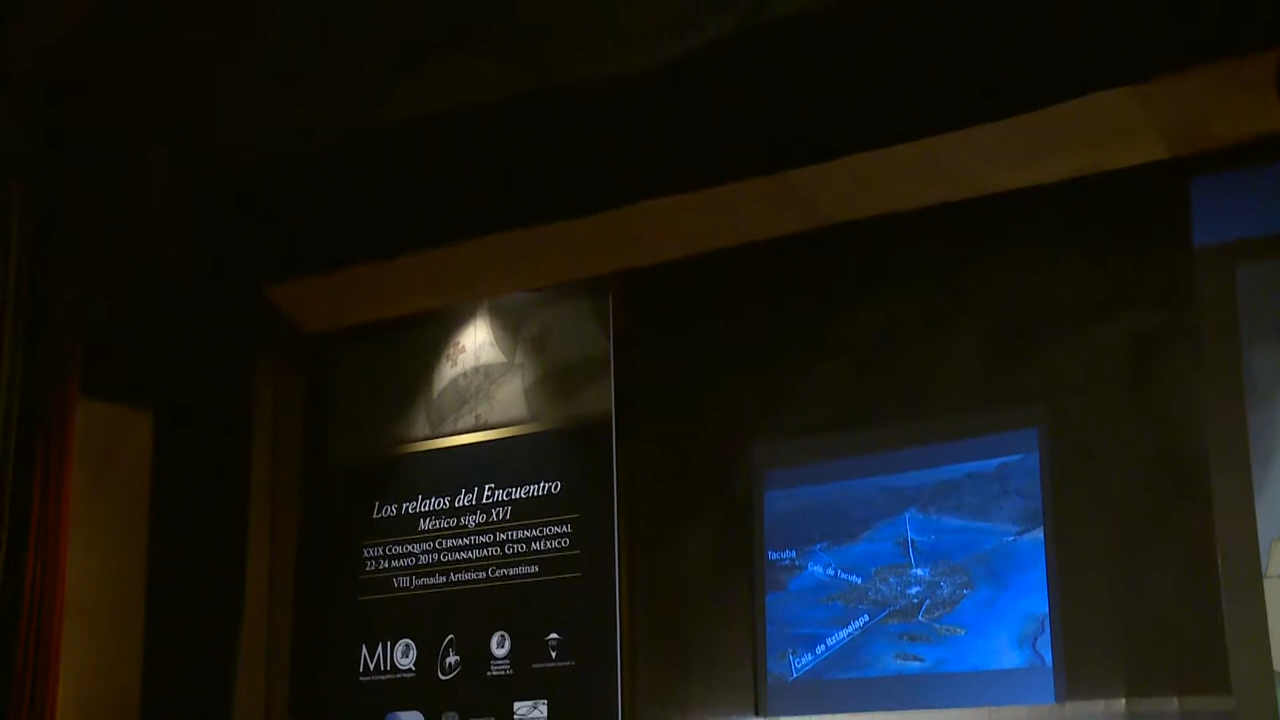 Los relatos del Encuentro
México siglo XVI
XXIX Coloquio Cervantino Internacional
22-24 mayo 2019 Guanajuato, Gto. México
VIII Jornadas Artísticas Cervantinas
MIQ
Tacuba
Calz. de Tacuba
Calz. de Itztapalapa